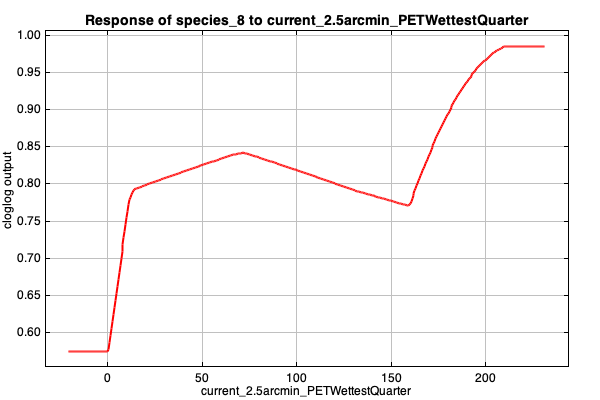 Response of species_8 to current_2.5arcmin_PETWettestQuarter
1.00
0.95
0.90
0.85
0.80
0.75
0.70
0.65
0.60
cloglog output
0 50 100 150 200
current_2.5arcmin_PETWettestQuarter